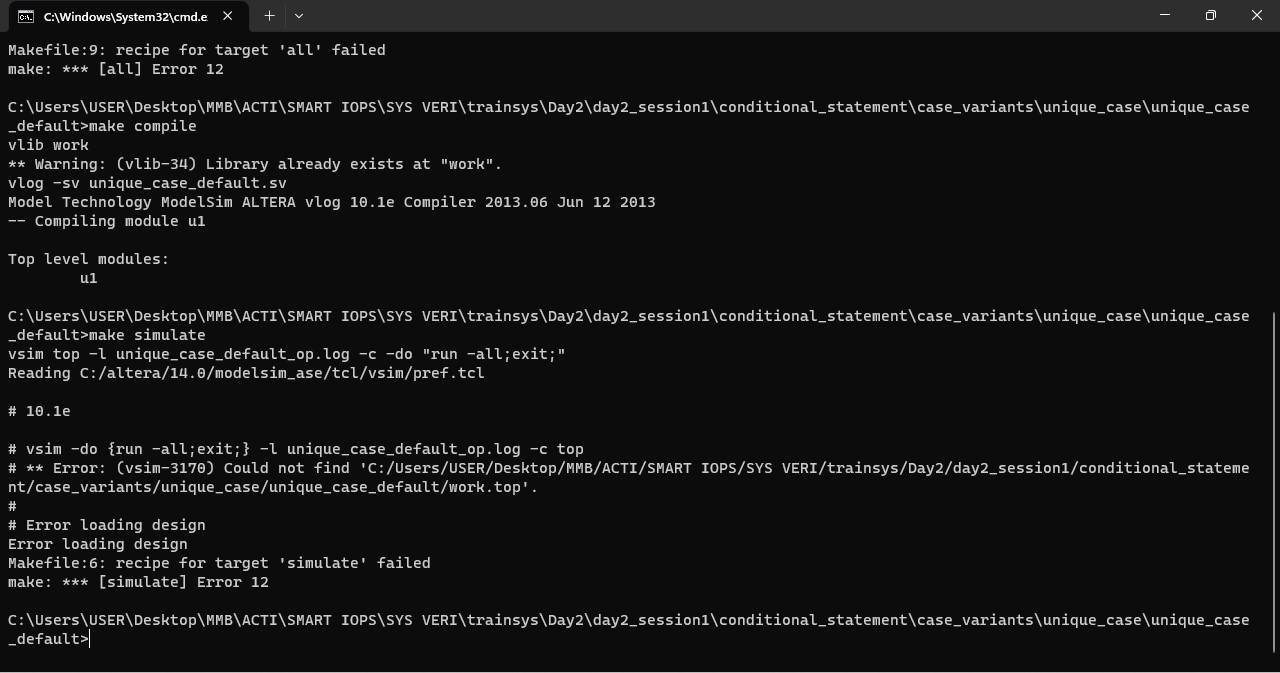 C:\Windows\System32\cmd.e
Makefile:9: recipe for target 'all' failed
make: *** [all] Error 12
C:\Users\USER\Desktop\MMB\ACTI\SMART IOPS\SYS VERI\trainsys\Day2\day2_session1\conditional_statement\case_variants\unique_case\unique_case
_default>make compile
vlib work
** Warning: (vlib-34) Library already exists at "work".
vlog -sv unique_case_default.sv
Model Technology ModelSim ALTERA vlog 10.1e Compiler 2013.06 Jun 12 2013
-- Compiling module u1
Top level modules:
u1
C:\Users\USER\Desktop\MMB\ACTI\SMART IOPS\SYS VERI\trainsys\Day2\day2_session1\conditional_statement\case_variants\unique_case\unique_case
_default>make simulate
vsim top -l unique_case_default_op.log -c -do "run -all;exit;"
Reading C:/altera/14.0/modelsim_ase/tcl/vsim/pref.tcl
# 10.1e
# vsim -do {run -all;exit;} -l unique_case_default_op.log -c top
# ** Error: (vsim-3170) Could not find 'C:/Users/USER/Desktop/MMB/ACTI/SMART IOPS/SYS VERI/trainsys/Day2/day2_session1/conditional_stateme
nt/case_variants/unique_case/unique_case_default/work.top'.
#
# Error loading design
Error loading design
Makefile:6: recipe for target 'simulate' failed
make: *** [simulate] Error 12
C:\Users\USER\Desktop\MMB\ACTI\SMART IOPS\SYS VERI\trainsys\Day2\day2_session1\conditional_statement\case_variants\unique_case\unique_case
_default>